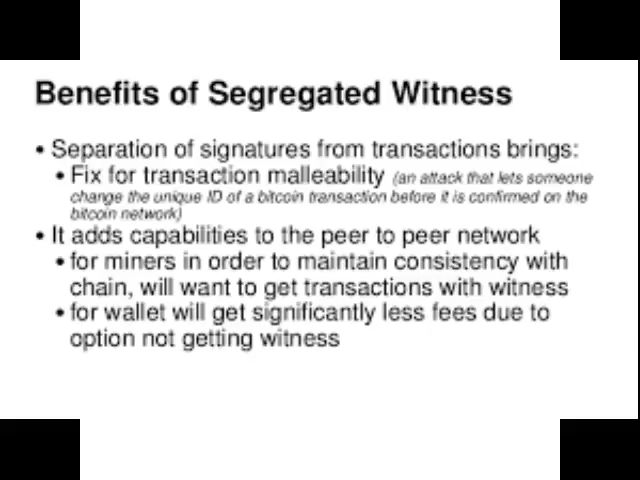 Benefits of Segregated Witness
• Separation of signatures from transactions brings:
• Fix for transaction malleability (an attack that lets someone
change the unique ID of a bitcoin transaction before it is confirmed on the
bitcoin network)
• It adds capabilities to the peer to peer network
• for miners in order to maintain consistency with
chain, will want to get transactions with witness
• for wallet will get significantly less fees due to
option not getting witness